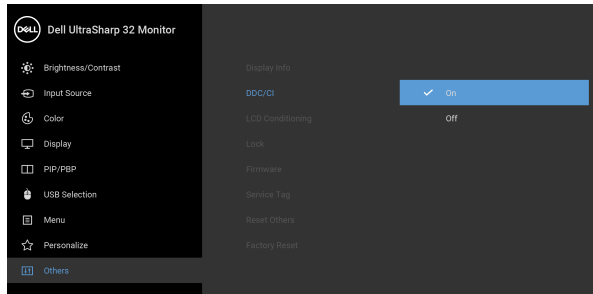 DELL Dell UltraSharp 32 Monitor
Brightness/Contrast
Display Info
Input Source
DDC/CI
On
Color
LCD Conditioning
Off
Display
Lock
PIP/PBP
Firmware
USB Selection
Service Tag
Menu
Reset Others
Personalize
Factory Reset
Others